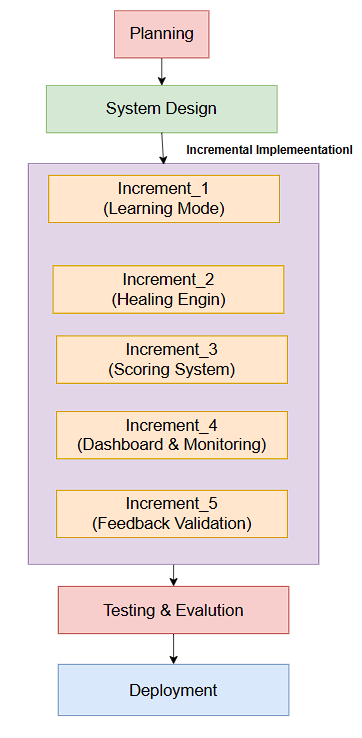 Planning
System Design
Incremental ImplemeentationI
Increment_1
(Learning Mode)
Increment_2
(Healing Engin)
Increment_3
(Scoring System)
Increment_4
(Dashboard & Monitoring)
Increment_5
(Feedback Validation)
Testing & Evalution
Deployment